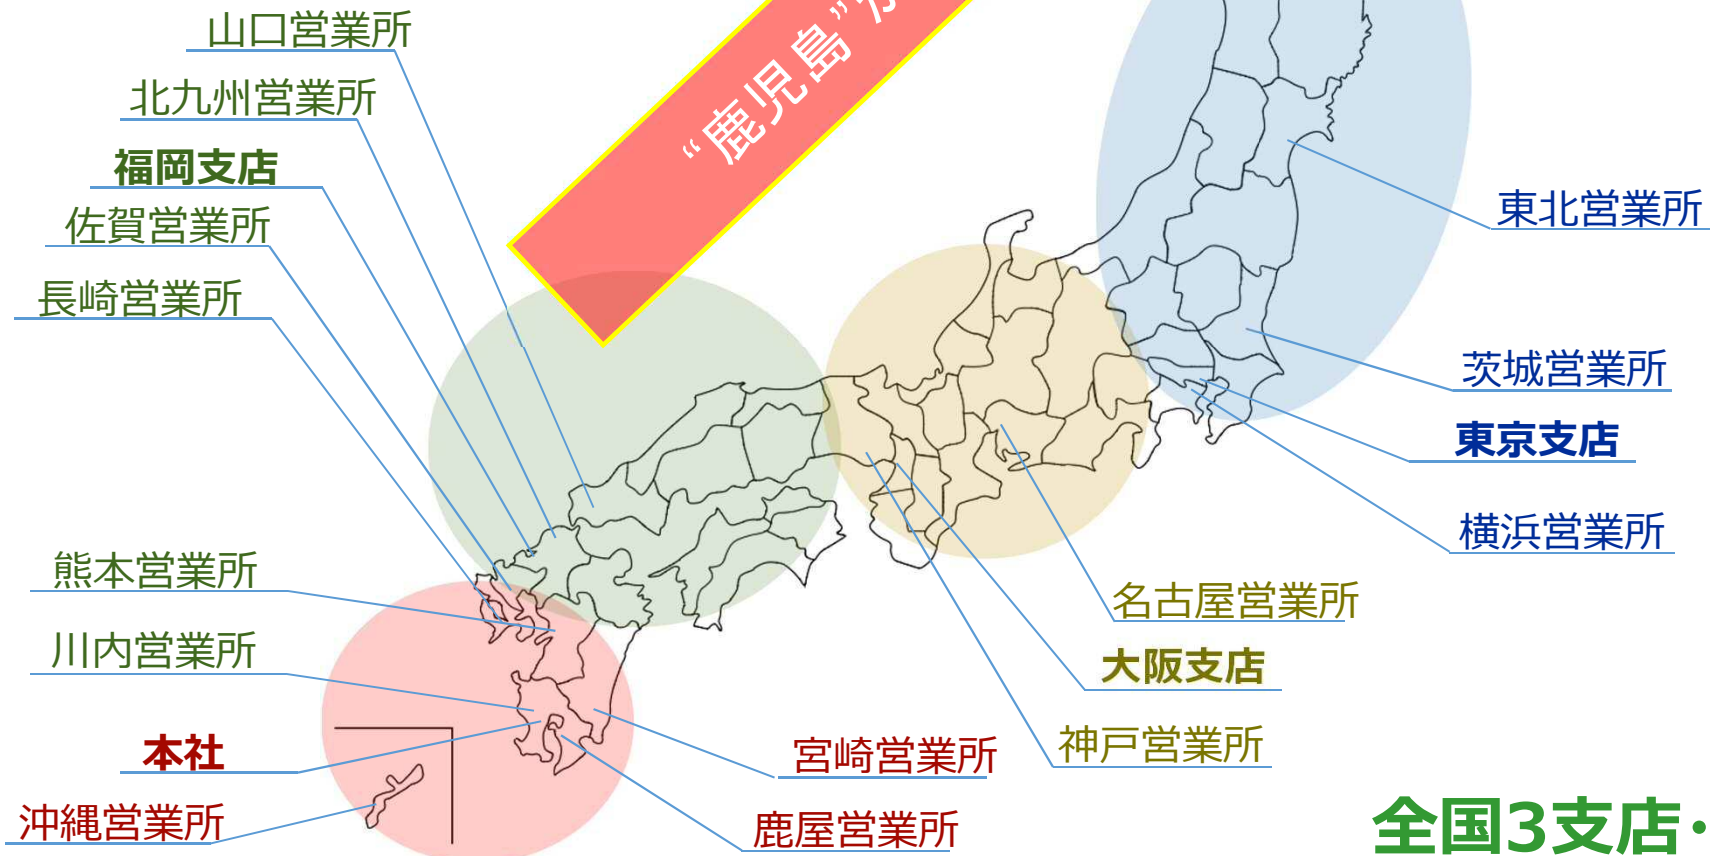 山口営業所
北九州営業所
福岡支店
佐賀営業所
長崎営業所
“鹿児島”が
東北営業所
茨城営業所
東京支店
横浜営業所
熊本営業所
川内営業所
本社
沖縄営業所
名古屋営業所
大阪支店
神戸営業所
宮崎営業所
鹿屋営業所
全国3支店・